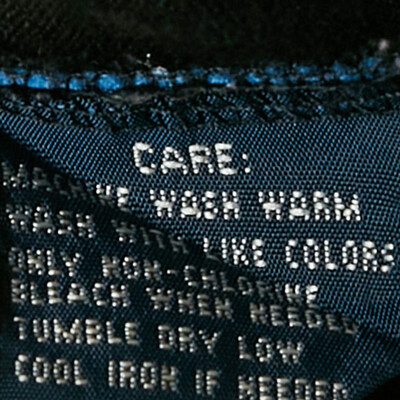 CARE:
MACHINE WASH WARM
WASH WITH LIKE COLORS
ONLY NON-CHLORINE
BLEACH WHEN NEEDED
TUMBLE DRY LOW
COOL IRON IF NEEDED